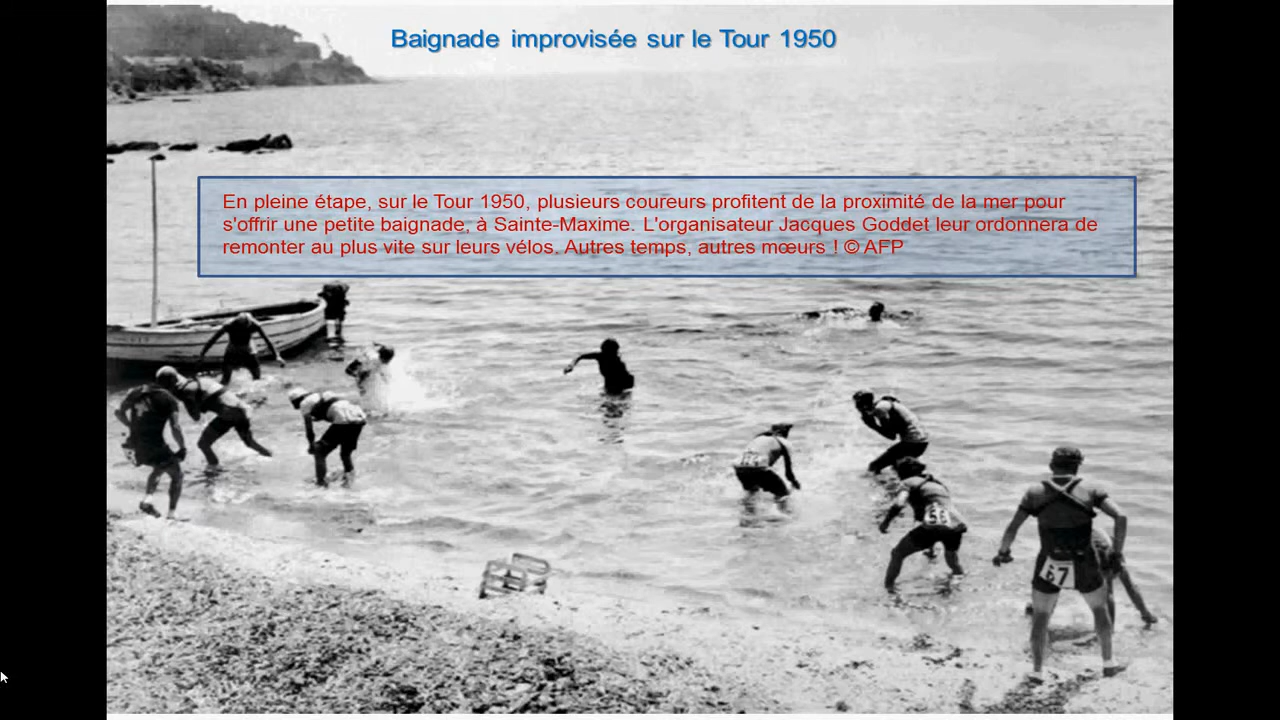 Baignade improvisée sur le Tour 1950
En pleine étape, sur le Tour 1950, plusieurs coureurs profitent de la proximité de la mer pour
s'offrir une petite baignade, à Sainte-Maxime. L'organisateur Jacques Goddet leur ordonnera de
remonter au plus vite sur leurs vélos. Autres temps, autres mœurs ! © AFP
67